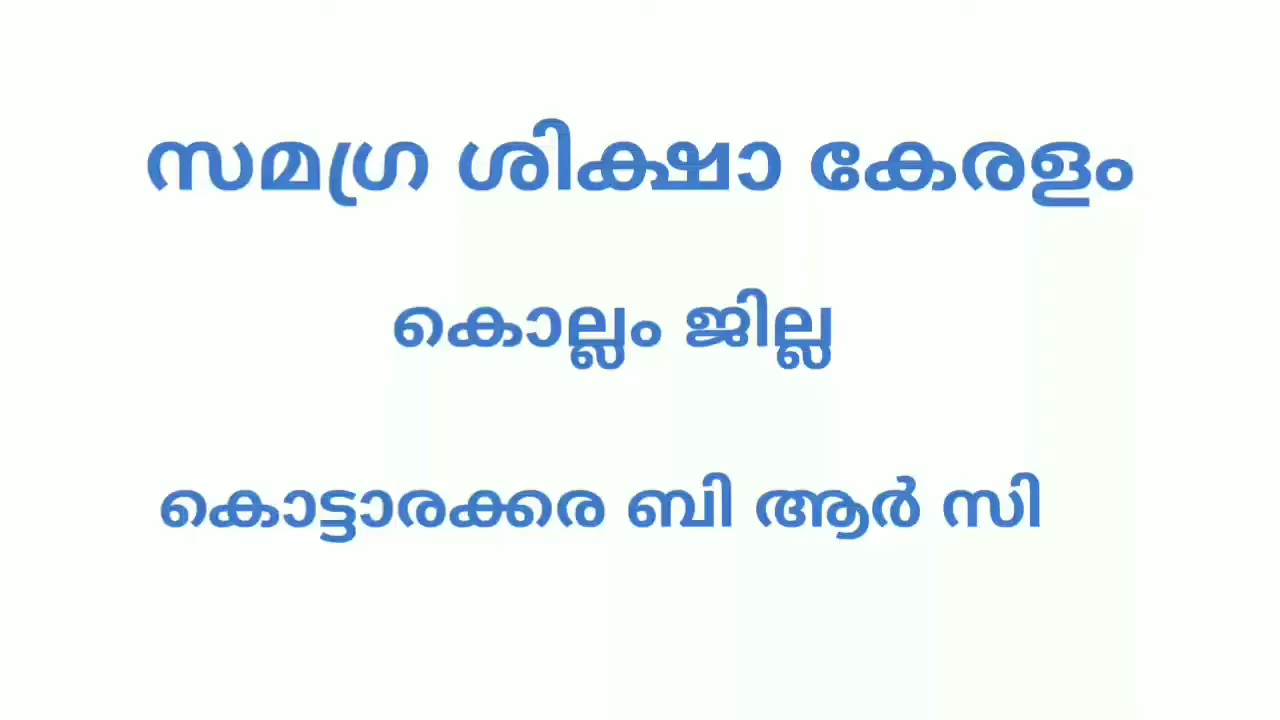 സമഗ്ര ശിക്ഷാ കേരളം
കൊല്ലം ജില്ല
കൊട്ടാരക്കര ബി ആർ സി